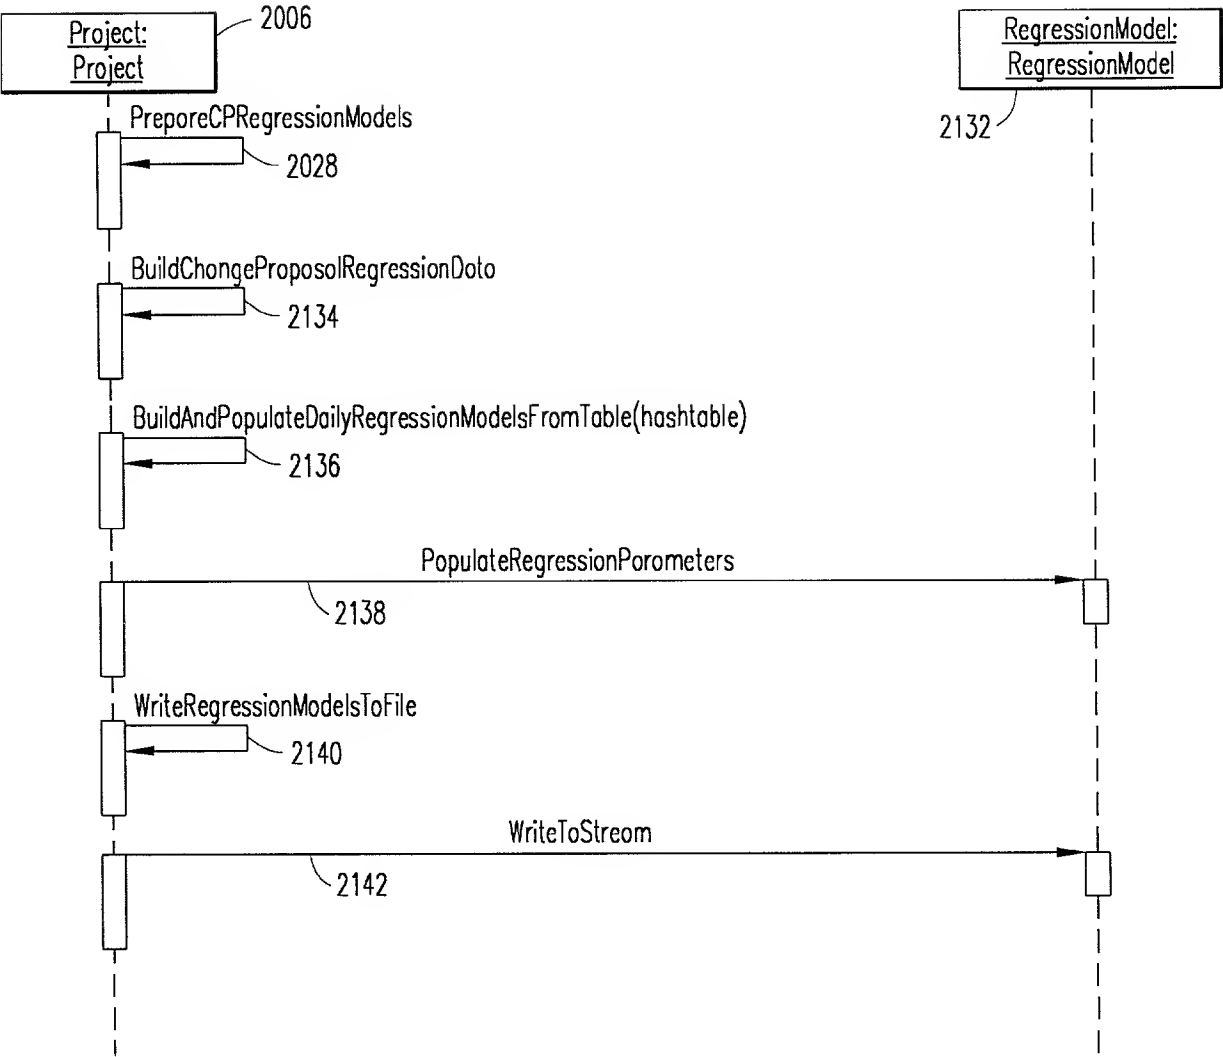 Project:
Project
2006
RegressionModel:
RegressionModel
2132
PreporeCPRegressionModels
2028
BuildChongeProposolRegressionDoto
2134
BuildAndPopulateDailyRegressionModelsFromTable(hashtable)
2136
PopulateRegressionPorometers
2138
WriteRegressionModelsToFile
2140
WriteToStreom
2142